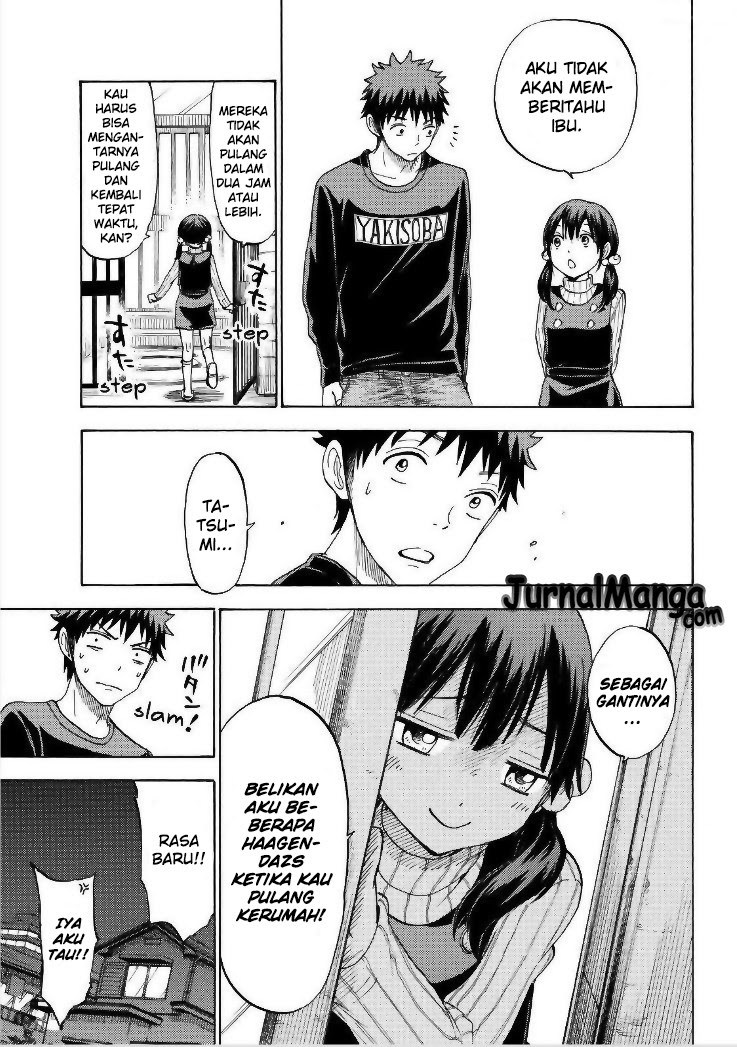 AKU TIDAK
AKAN MEM-
BERITAHU
IBU.
YAKISOBA
MEREKA
TIDAK
AKAN
PULANG
DALAM
DUA JAM
ATAU
LEBIH.
KAU
HARUS
BISA
MENGAN-
TARNYA
PULANG
DAN
KEMBALI
TEPAT
WAKTU,
KAN?
すた
step
すた
step
TA-
TSU-
MI...
JurnalManga
.com
SEBAGAI
GANTINYA
...
BELIKAN
AKU BE-
BERAPA
HAAGEN-
DAZS
KETIKA KAU
PULANG
KERUMAH!
バタン
slam!
RASA
BARU!!
IYA
AKU
TAU!!